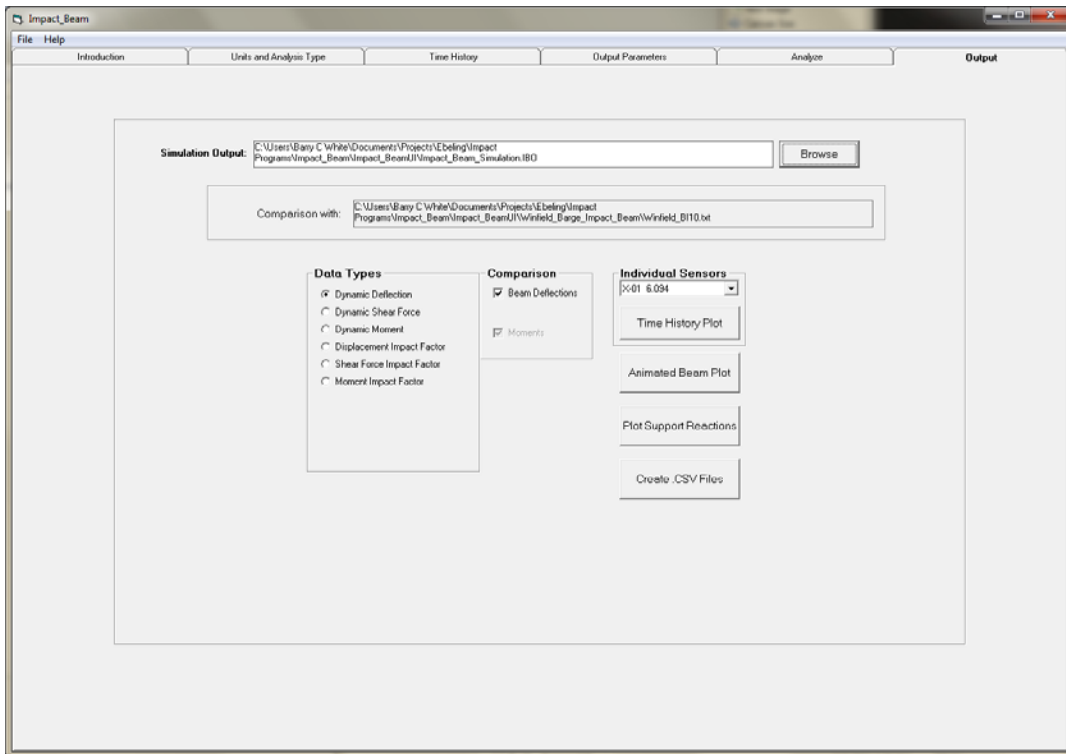 Impact_Beam
File Help
Introduction
Units and Analysis Type
Time History
Output Parameters
Analyze
Output
Simulation Output:
C:\Users\Barry C White\Documents\Projects\Ebeling\Impact
Programs\Impact_Beam\Impact_BeamUI\Impact_Beam_Simulation.IBO
Browse
Comparison with:
C:\Users\Barry C White\Documents\Projects\Ebeling\Impact
Programs\Impact_Beam\Impact_BeamUI\Winfield_Barge_Impact_Beam\Winfield_BI10.txt
Data Types
Dynamic Deflection
Dynamic Shear Force
Dynamic Moment
Displacement Impact Factor
Shear Force Impact Factor
Moment Impact Factor
Comparison
Beam Deflections
Moments
Individual Sensors
X-01 6.094
Time History Plot
Animated Beam Plot
Plot Support Reactions
Create .CSV Files